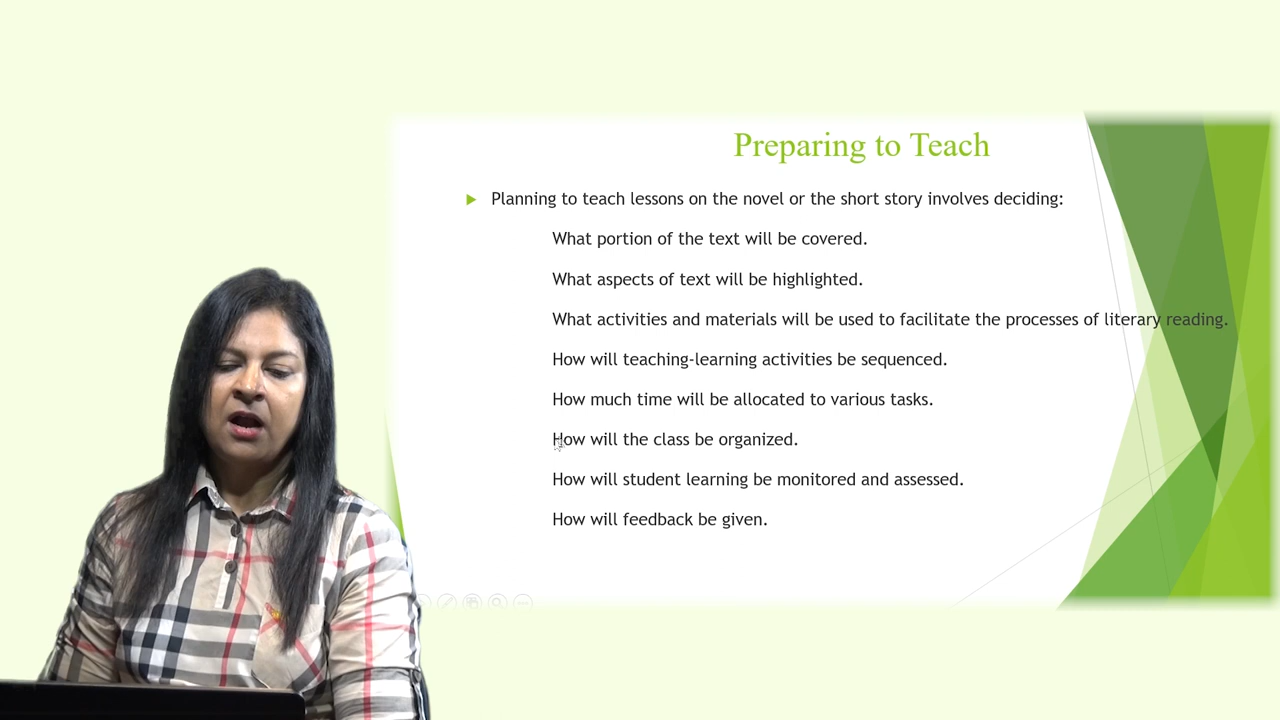 Preparing to Teach
Planning to teach lessons on the novel or the short story involves deciding:
What portion of the text will be covered.
What aspects of text will be highlighted.
What activities and materials will be used to facilitate the processes of literary reading.
How will teaching-learning activities be sequenced.
How much time will be allocated to various tasks.
How will the class be organized.
How will student learning be monitored and assessed.
How will feedback be given.